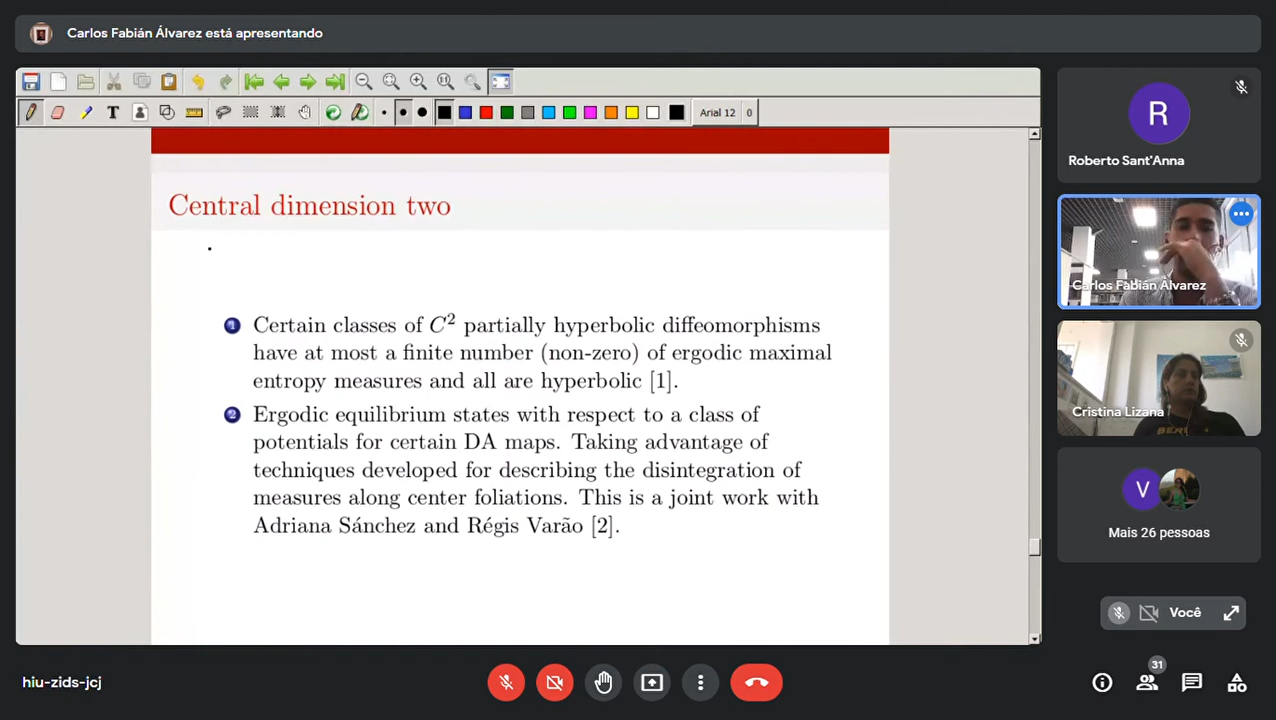 Carlos Fabián Álvarez está apresentando
T
Arial 12 0
Central dimension two
1 Certain classes of C² partially hyperbolic diffeomorphisms
have at most a finite number (non-zero) of ergodic maximal
entropy measures and all are hyperbolic [1].
2 Ergodic equilibrium states with respect to a class of
potentials for certain DA maps. Taking advantage of
techniques developed for describing the disintegration of
measures along center foliations. This is a joint work with
Adriana Sánchez and Régis Varão [2].
R
Roberto Sant'Anna
Carlos Fabián Álvarez
Cristina Lizana
V
Mais 26 pessoas
Você
hiu-zids-jcj
31